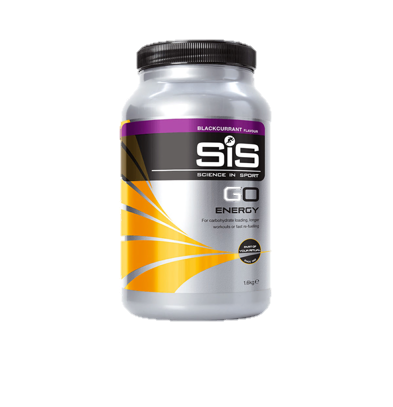 BLACKCURRANT FLAVOUR
SiS
SCIENCE IN SPORT
GO
ENERGY
For carbohydrate loading, longer
workouts or fast re-fuelling
1.6kg℮